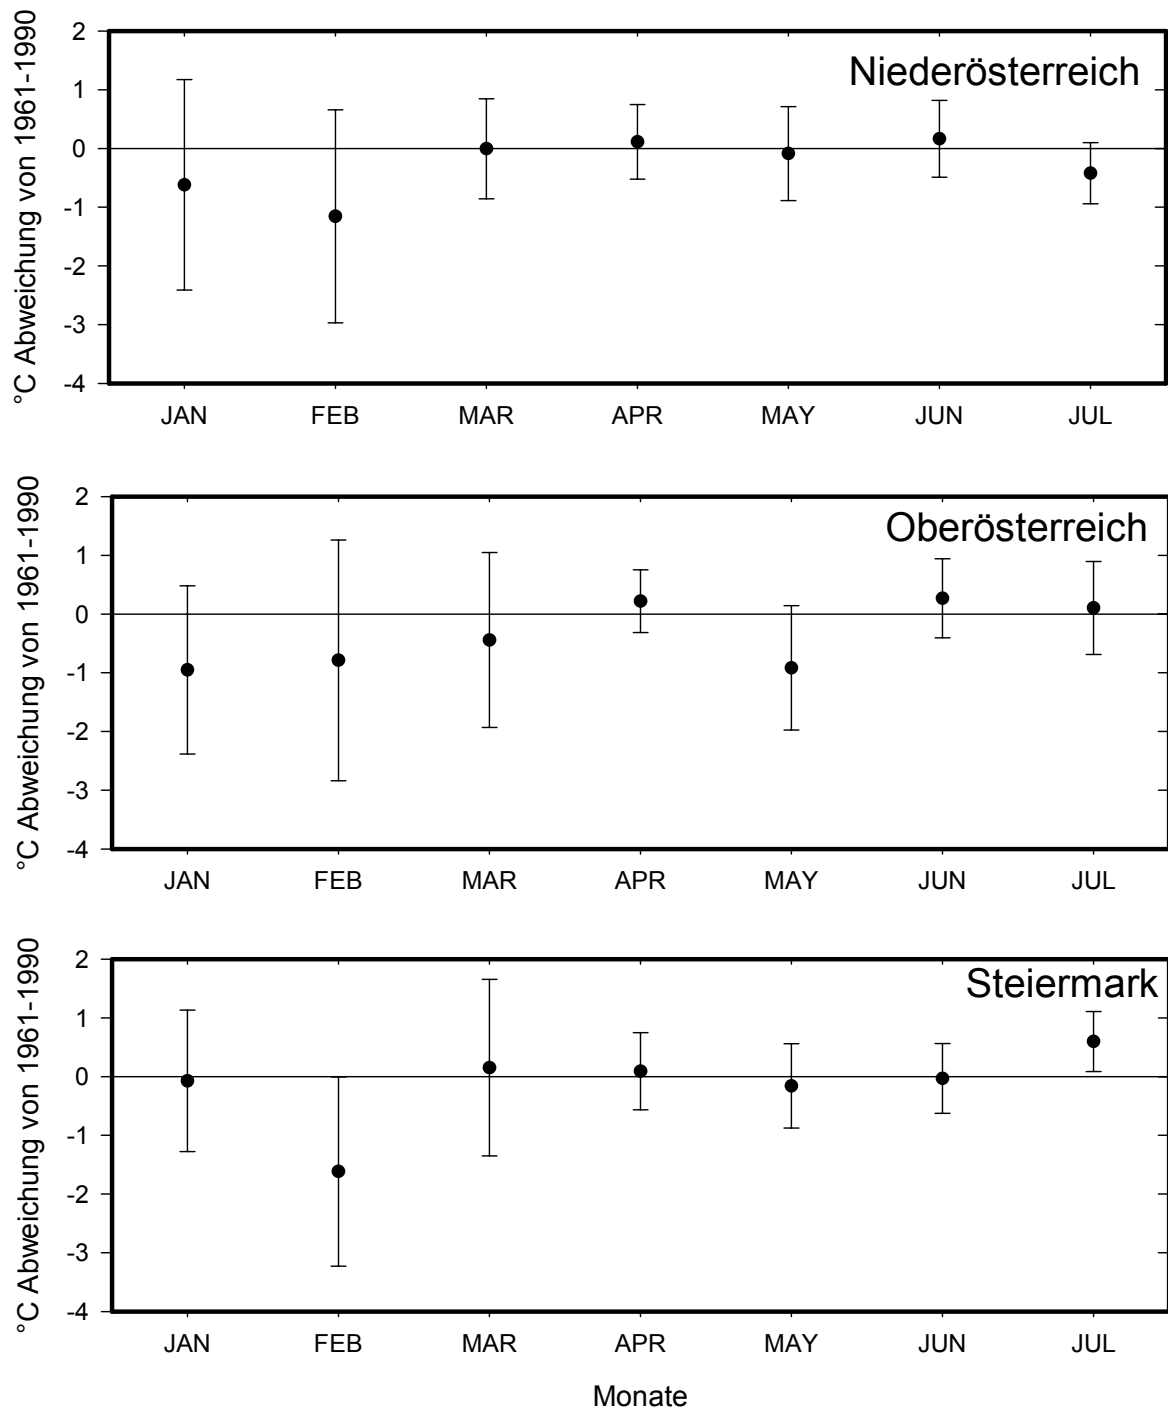 °C Abweichung von 1961-1990
2
1
0
-1
-2
-3
-4
Niederösterreich
JAN FEB MAR APR MAY JUN JUL
°C Abweichung von 1961-1990
2
1
0
-1
-2
-3
-4
Oberösterreich
JAN FEB MAR APR MAY JUN JUL
°C Abweichung von 1961-1990
2
1
0
-1
-2
-3
-4
Steiermark
JAN FEB MAR APR MAY JUN JUL
Monate